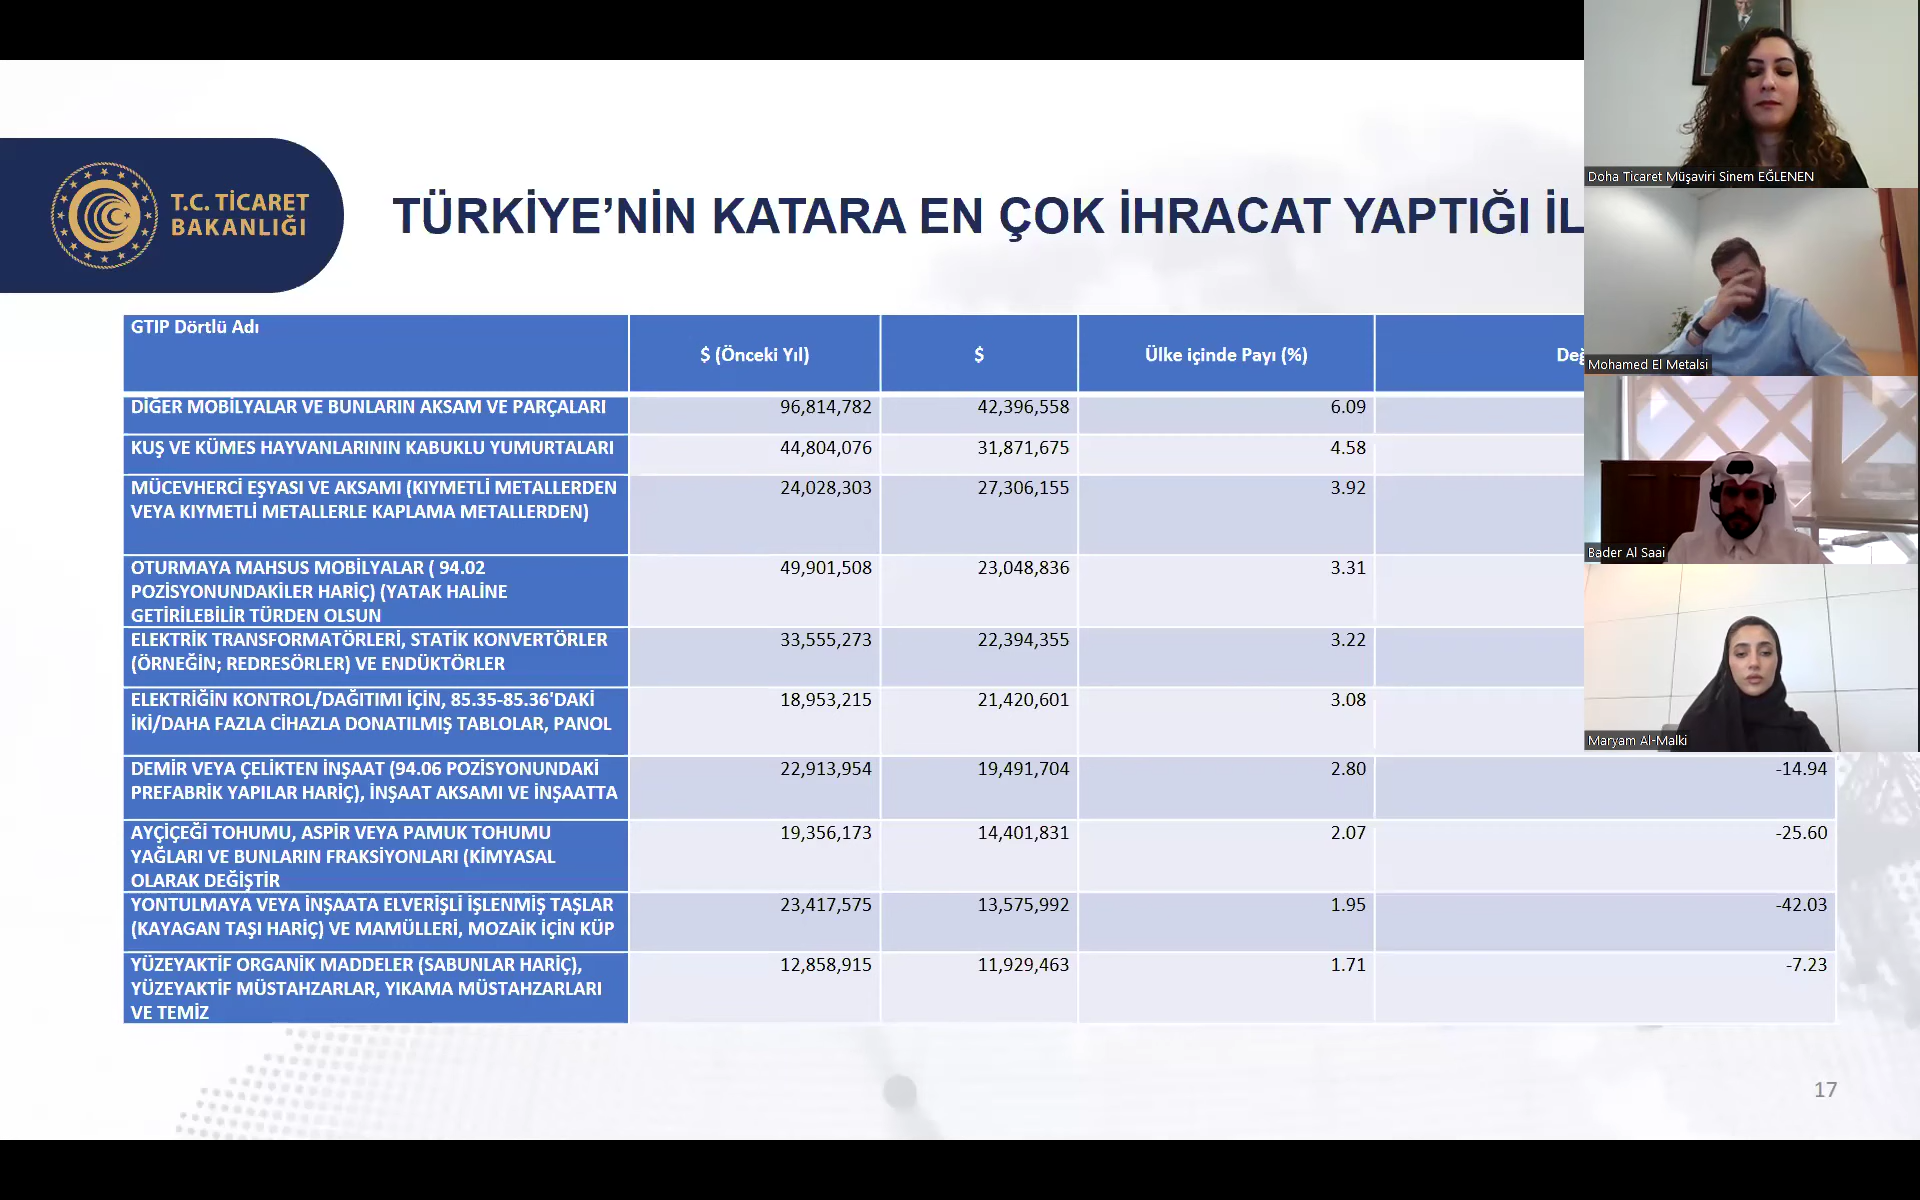 T.C. TİCARET
BAKANLIĞI
TÜRKİYE’NİN KATARA EN ÇOK İHRACAT YAPTIĞI
GTIP Dörtlü Adı
$ (Önceki Yıl)
$
Ülke içinde Payı (%)
DİĞER MOBİLYALAR VE BUNLARIN AKSAM VE PARÇALARI
96,814,782
42,396,558
6.09
KUŞ VE KÜMES HAYVANLARININ KABUKLU YUMURTALARI
44,804,076
31,871,675
4.58
MÜCEVHERCİ EŞYASI VE AKSAMI (KIYMETLİ METALLERDEN
VEYA KIYMETLİ METALLERLE KAPLAMA METALLERDEN)
24,028,303
27,306,155
3.92
OTURMAYA MAHSUS MOBİLYALAR ( 94.02
POZİSYONUNDAKİLER HARİÇ) (YATAK HALİNE
GETİRİLEBİLİR TÜRDEN OLSUN
49,901,508
23,048,836
3.31
ELEKTRİK TRANSFORMATÖRLERİ, STATİK KONVERTÖRLER
(ÖRNEĞİN; REDRESÖRLER) VE ENDÜKTÖRLER
33,555,273
22,394,355
3.22
ELEKTRİĞİN KONTROL/DAĞITIMI İÇİN, 85.35-85.36'DAKİ
İKİ/DAHA FAZLA CİHAZLA DONATILMIŞ TABLOLAR, PANOL
18,953,215
21,420,601
3.08
DEMİR VEYA ÇELİKTEN İNŞAAT (94.06 POZİSYONUNDAKİ
PREFABRİK YAPILAR HARİÇ), İNŞAAT AKSAMI VE İNŞAATTA
22,913,954
19,491,704
2.80
-14.94
AYÇİÇEĞİ TOHUMU, ASPİR VEYA PAMUK TOHUMU
YAĞLARI VE BUNLARIN FRAKSİYONLARI (KİMYASAL
OLARAK DEĞİŞTİR
19,356,173
14,401,831
2.07
-25.60
YONTULMAYA VEYA İNŞAATA ELVERİŞLİ İŞLENMİŞ TAŞLAR
(KAYAGAN TAŞI HARİÇ) VE MAMÜLLERİ, MOZAİK İÇİN KÜP
23,417,575
13,575,992
1.95
-42.03
YÜZEYAKTİF ORGANİK MADDELER (SABUNLAR HARİÇ),
YÜZEYAKTİF MÜSTAHZARLAR, YIKAMA MÜSTAHZARLARI
VE TEMİZ
12,858,915
11,929,463
1.71
-7.23
17
Doha Ticaret Müşaviri Sinem EĞLENEN
Mohamed El Metalsi
Bader Al Saai
Maryam Al-Malki